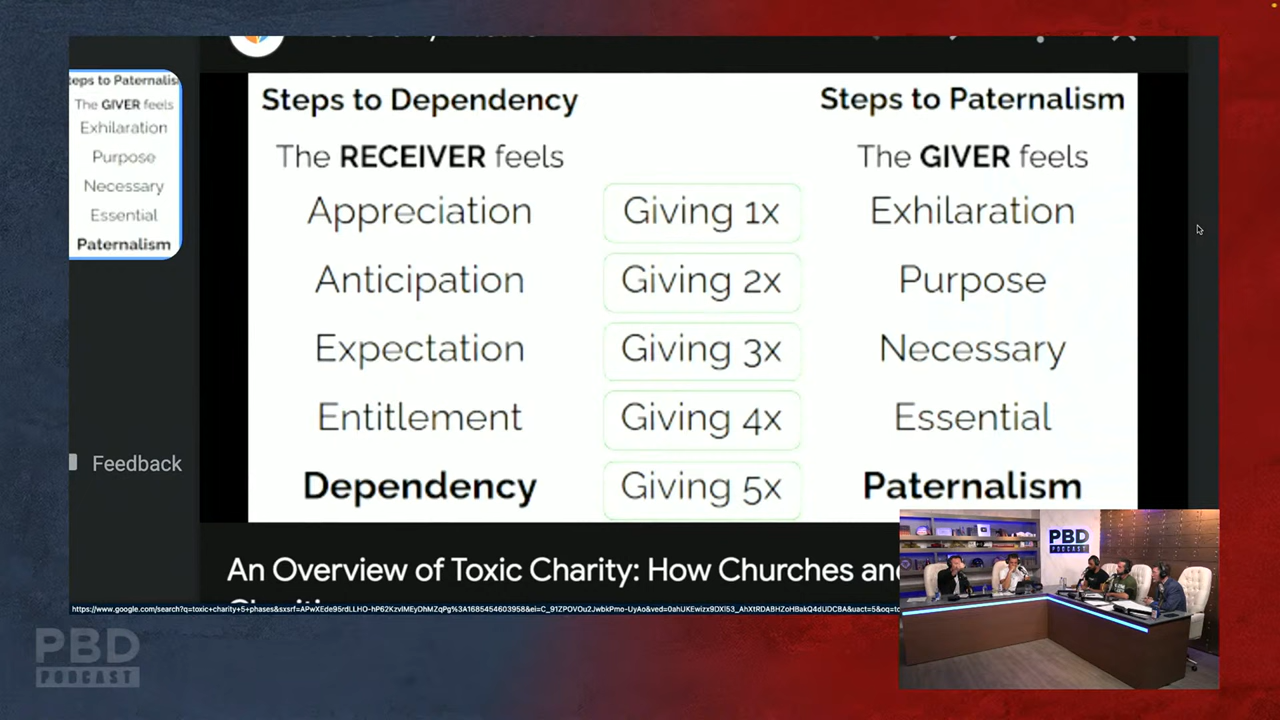 Steps to Paternalis
The GIVER feels
Exhilaration
Purpose
Necessary
Essential
Paternalism
Feedback
Steps to Dependency Steps to Paternalism
The RECEIVER feels The GIVER feels
Appreciation Giving 1x Exhilaration
Anticipation Giving 2x Purpose
Expectation Giving 3x Necessary
Entitlement Giving 4x Essential
Dependency Giving 5x Paternalism
An Overview of Toxic Charity: How Churches and
PBD
PODCAST
PBD
PODCAST